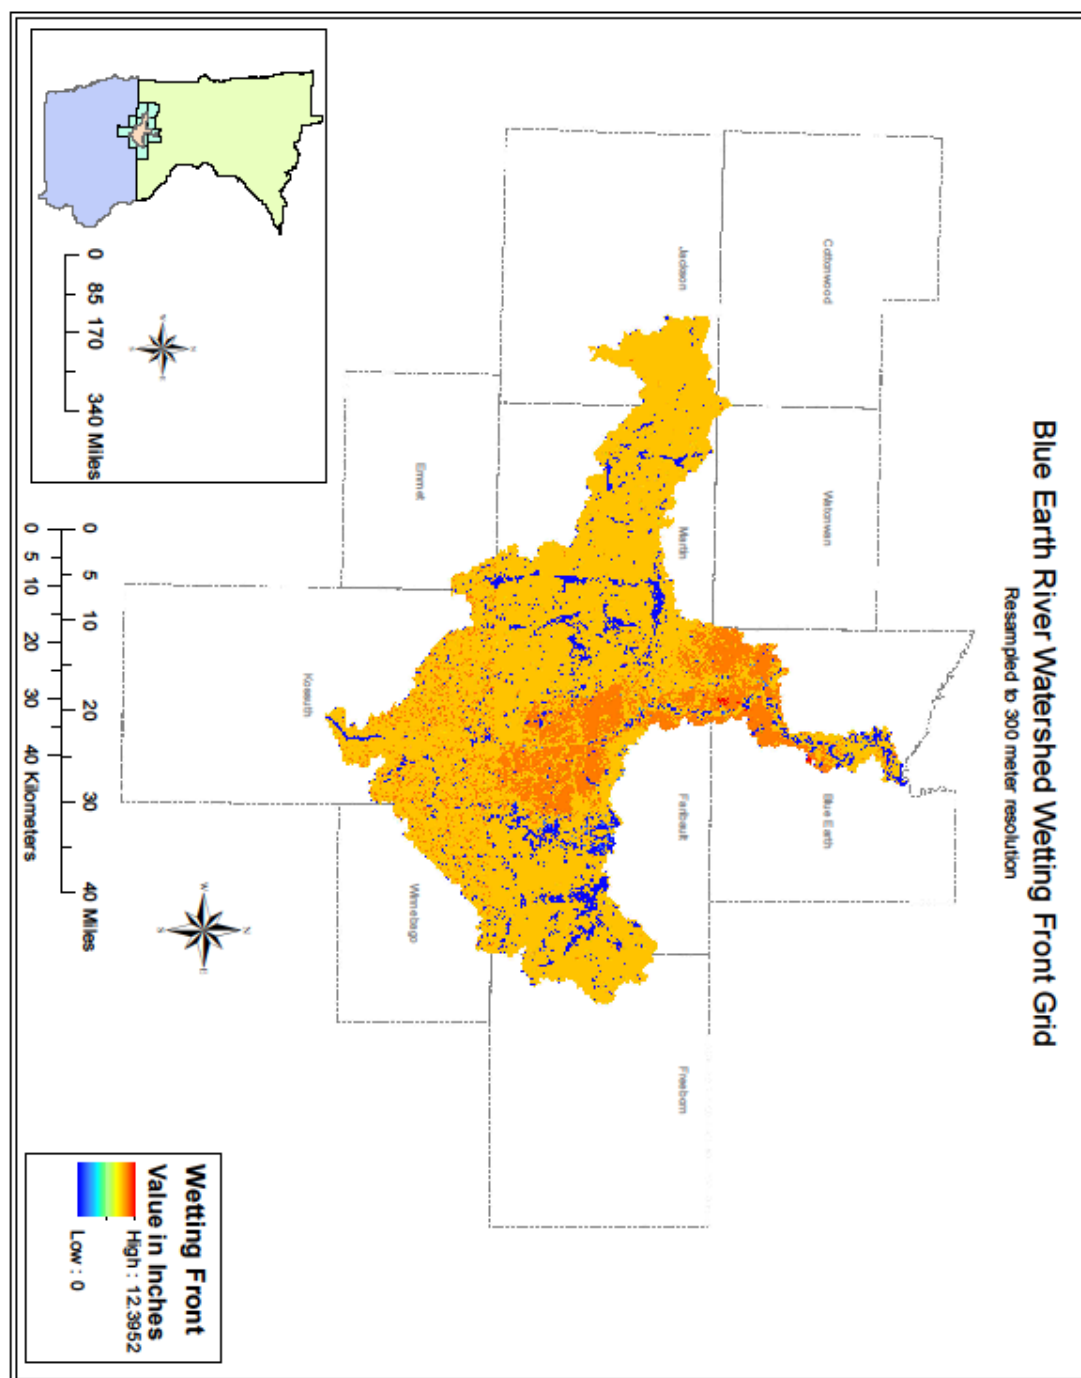 Blue Earth River Watershed Wetting Front Grid
Resampled to 300 meter resolution
Cottonwood
Watonwan
Blue Earth
Jackson
Martin
Faribault
Freeborn
Emmet
Winnebago
Kossuth
N
W
E
S
0 85 170 340 Miles
N
W
E
S
0 5 10 20 30 40 Miles
0 5 10 20 30 40 Kilometers
Wetting Front
Value in Inches
High : 12.3952
Low : 0